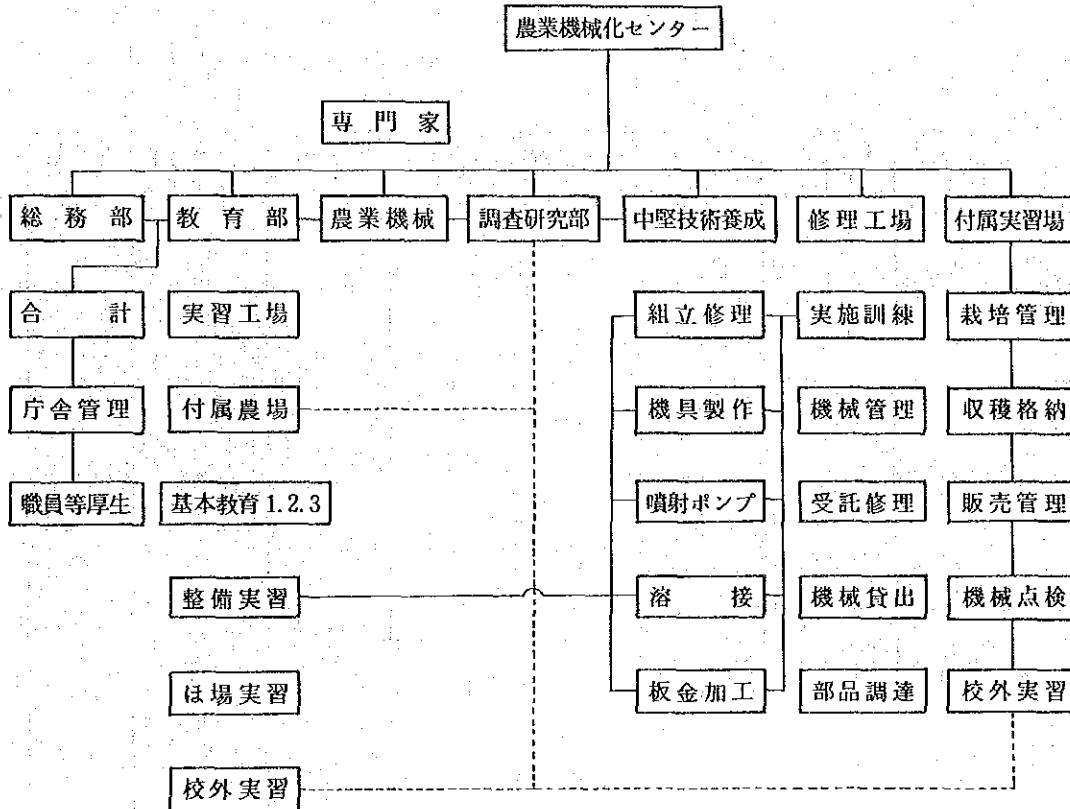 農業機械化センター
専門家
総務部
教育部
農業機械
調査研究部
中堅技術養成
修理工場
付属実習場
合計
実習工場
組立修理
実施訓練
栽培管理
庁舎管理
付属農場
機具製作
機械管理
収穫格納
職員等厚生
基本教育1.2.3
噴射ポンプ
受託修理
販売管理
整備実習
溶接
機械貸出
機械点検
ほ場実習
板金加工
部品調達
校外実習
校外実習